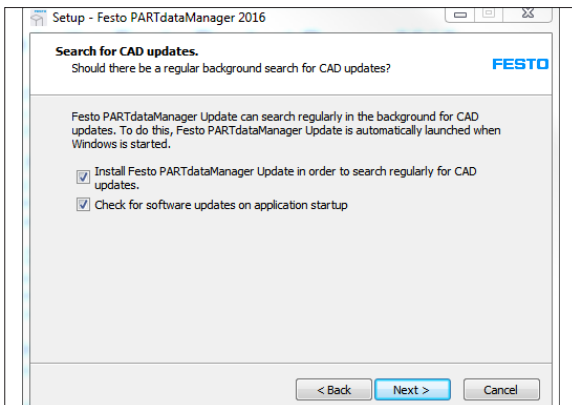 Setup - Festo PARTdataManager 2016
Search for CAD updates.
Should there be a regular background search for CAD updates?
FESTO
Festo PARTdataManager Update can search regularly in the background for CAD
updates. To do this, Festo PARTdataManager Update is automatically launched when
Windows is started.
Install Festo PARTdataManager Update in order to search regularly for CAD
updates.
Check for software updates on application startup
< Back
Next >
Cancel